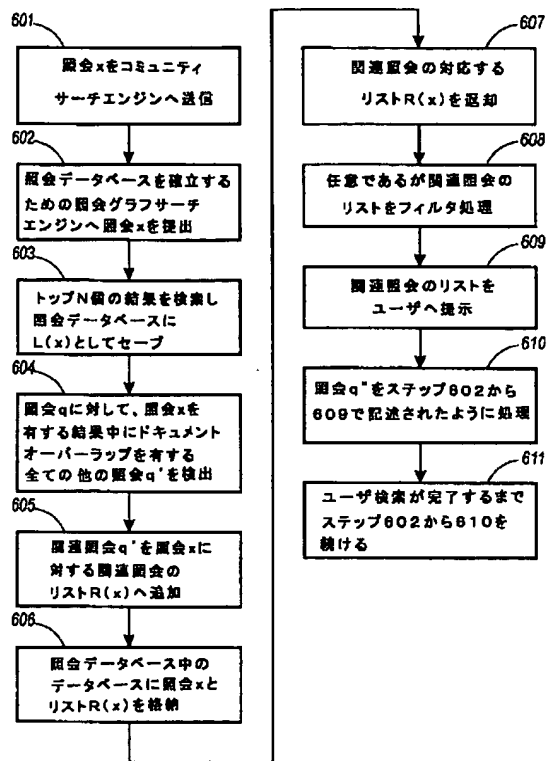 601
照会xをコミュニティ
サーチエンジンへ送信
602
照会データベースを確立する
ための照会グラフサーチ
エンジンへ照会xを提出
603
トップN個の結果を検索し
照会データベースに
L(x)としてセーブ
604
照会qに対して、照会xを
有する結果中にドキュメント
オーバーラップを有する
全ての他の照会q'を検出
605
関連照会q'を照会xに
対する関連照会の
リストR(x)へ追加
606
照会データベース中の
データベースに照会xと
リストR(x)を格納
607
関連照会の対応する
リストR(x)を返却
608
任意であるが関連照会の
リストをフィルタ処理
609
関連照会のリストを
ユーザへ提示
610
照会q"をステップ602から
609で記述されたように処理
611
ユーザ検索が完了するまで
ステップ602から610を
続ける